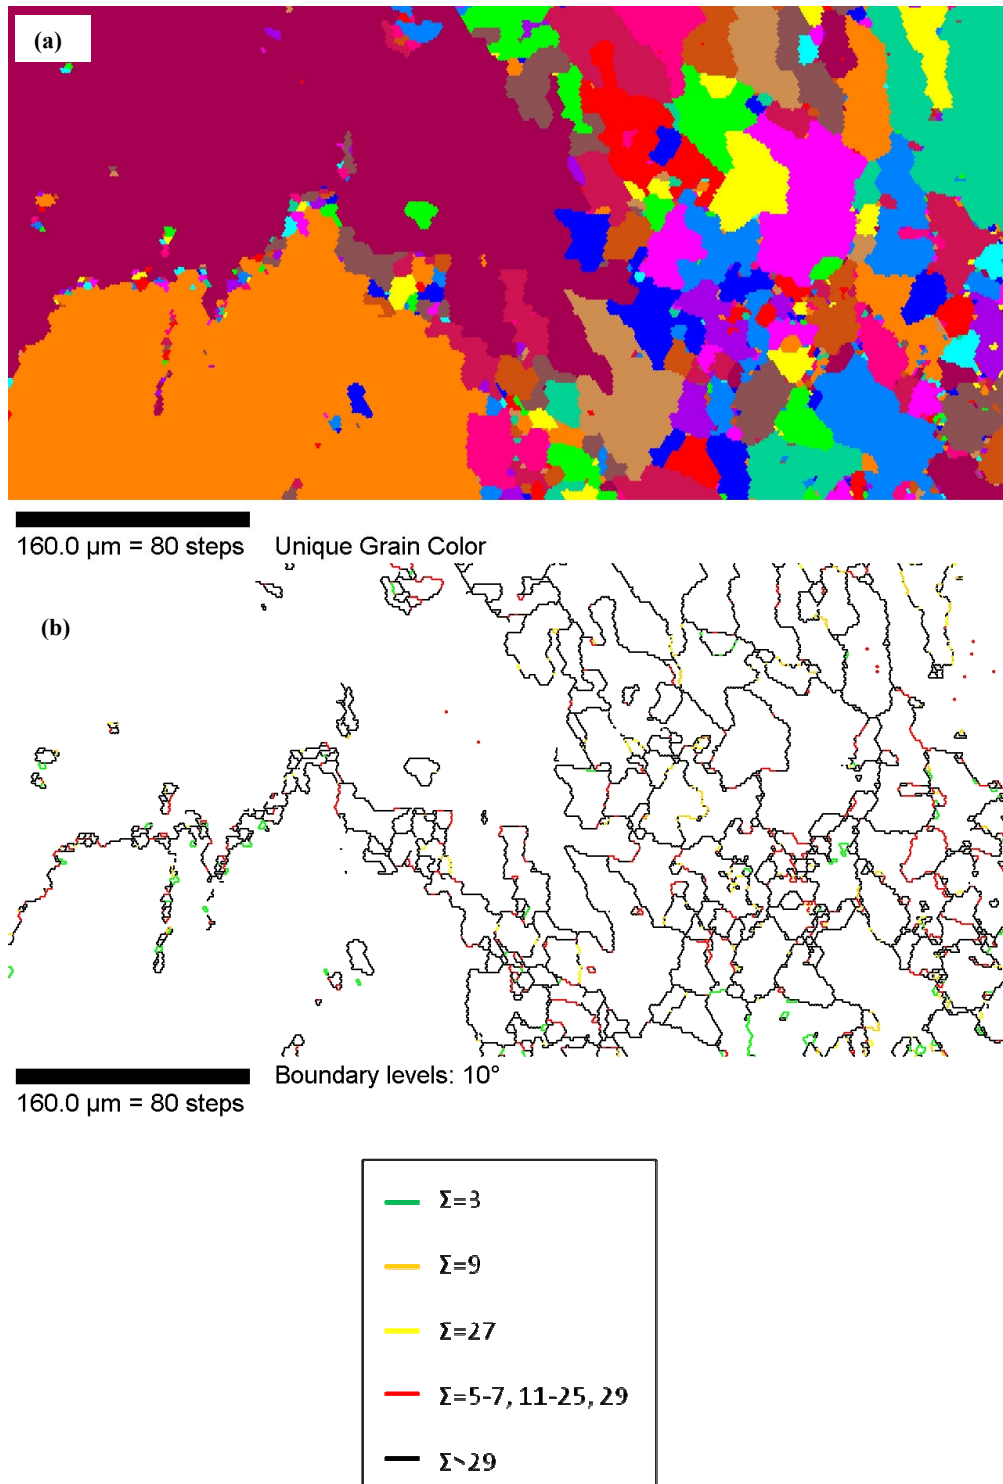 (a)
160.0 µm = 80 steps Unique Grain Color
(b)
Boundary levels: 10°
160.0 µm = 80 steps
Σ=3
Σ=9
Σ=27
Σ=5-7, 11-25, 29
Σ>29